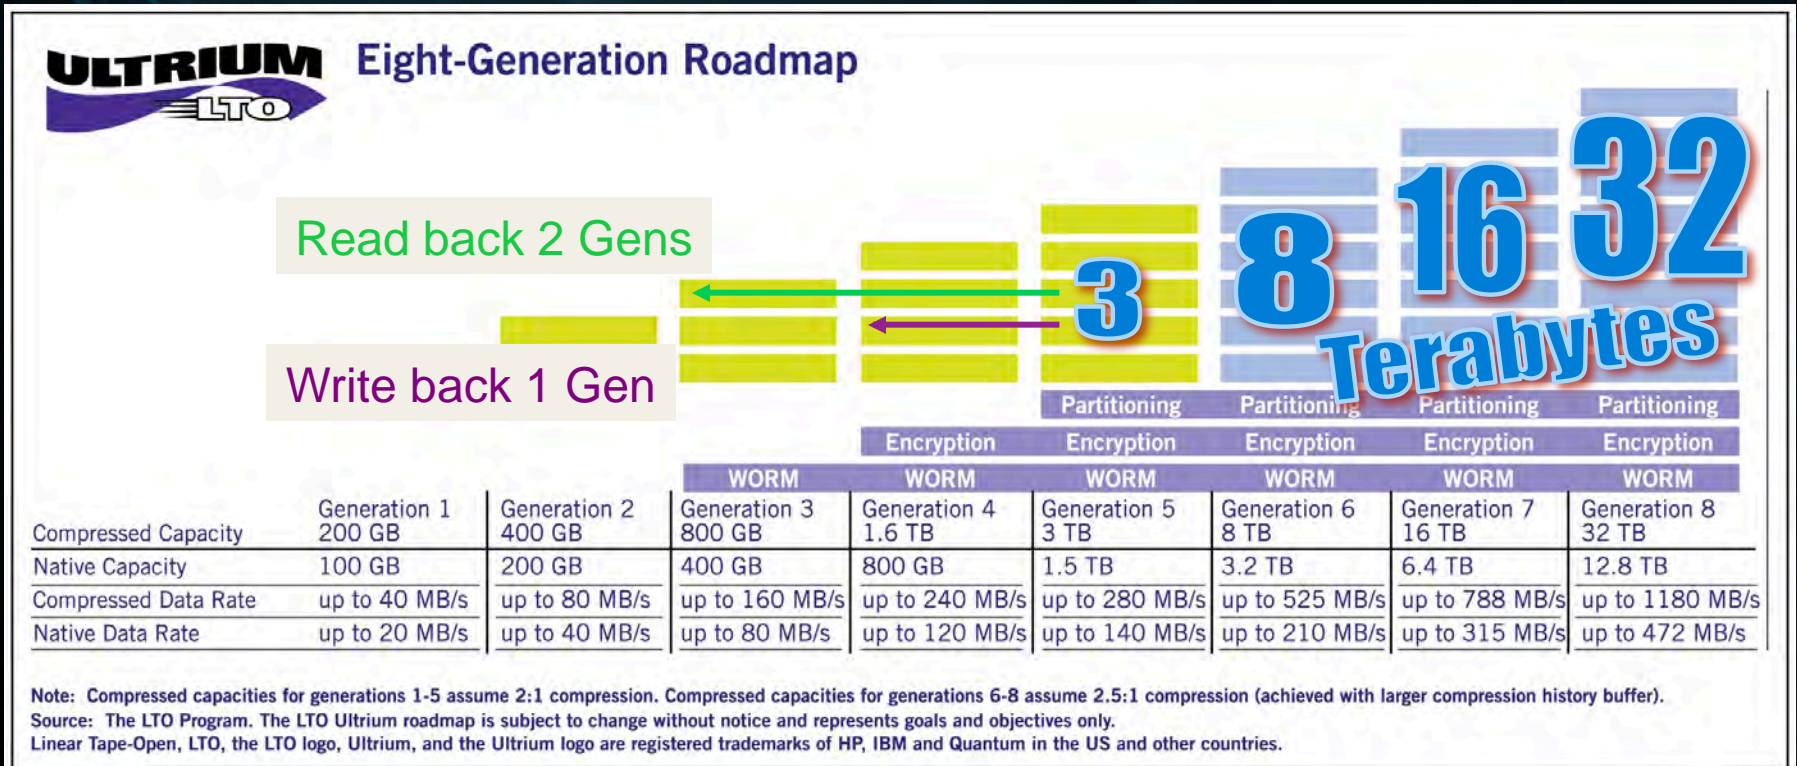 ULTRIUM
LTO
Eight-Generation Roadmap
32
16
8
3
Terabytes
Read back 2 Gens
Write back 1 Gen
Partitioning Partitioning Partitioning Partitioning
Encryption Encryption Encryption Encryption Encryption
WORM WORM WORM WORM WORM WORM
Generation 1 Generation 2 Generation 3 Generation 4 Generation 5 Generation 6 Generation 7 Generation 8
Compressed Capacity 200 GB 400 GB 800 GB 1.6 TB 3 TB 8 TB 16 TB 32 TB
Native Capacity 100 GB 200 GB 400 GB 800 GB 1.5 TB 3.2 TB 6.4 TB 12.8 TB
Compressed Data Rate up to 40 MB/s up to 80 MB/s up to 160 MB/s up to 240 MB/s up to 280 MB/s up to 525 MB/s up to 788 MB/s up to 1180 MB/s
Native Data Rate up to 20 MB/s up to 40 MB/s up to 80 MB/s up to 120 MB/s up to 140 MB/s up to 210 MB/s up to 315 MB/s up to 472 MB/s
Note: Compressed capacities for generations 1-5 assume 2:1 compression. Compressed capacities for generations 6-8 assume 2.5:1 compression (achieved with larger compression history buffer).
Source: The LTO Program. The LTO Ultrium roadmap is subject to change without notice and represents goals and objectives only.
Linear Tape-Open, LTO, the LTO logo, Ultrium, and the Ultrium logo are registered trademarks of HP, IBM and Quantum in the US and other countries.